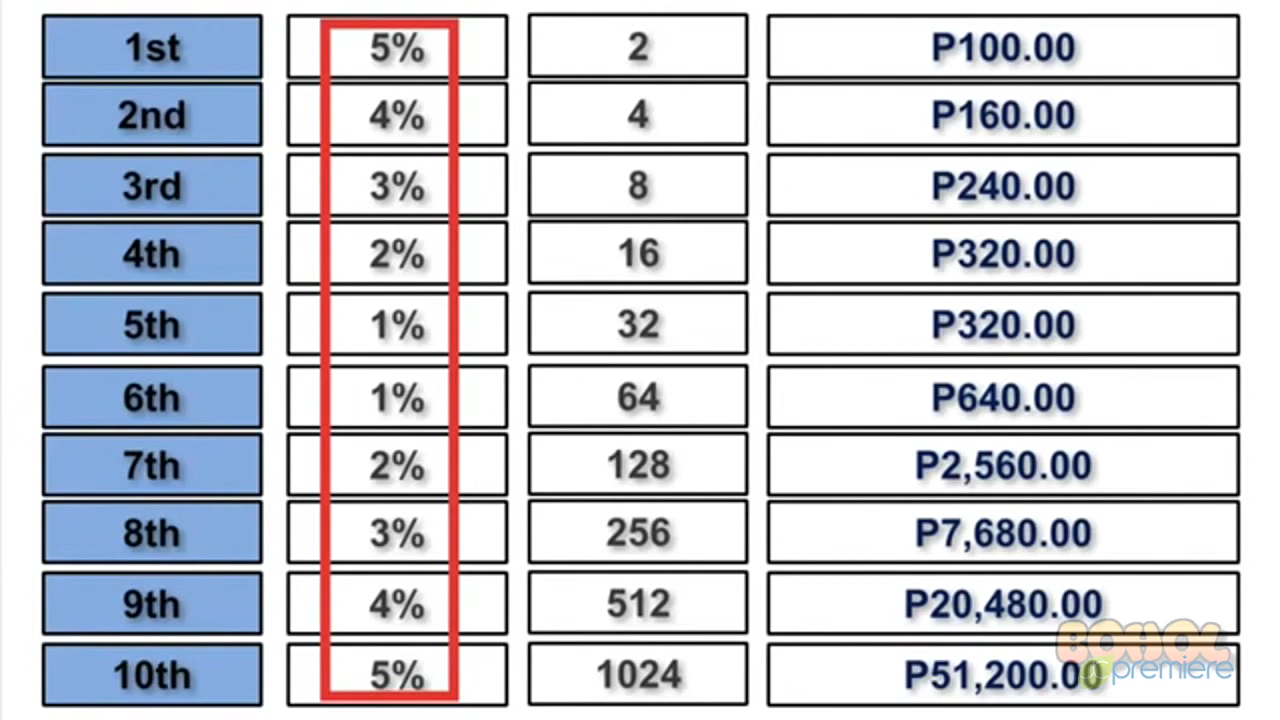 1st 5% 2 P100.00
2nd 4% 4 P160.00
3rd 3% 8 P240.00
4th 2% 16 P320.00
5th 1% 32 P320.00
6th 1% 64 P640.00
7th 2% 128 P2,560.00
8th 3% 256 P7,680.00
9th 4% 512 P20,480.00
10th 5% 1024 P51,200.00
BOHOL
premiere